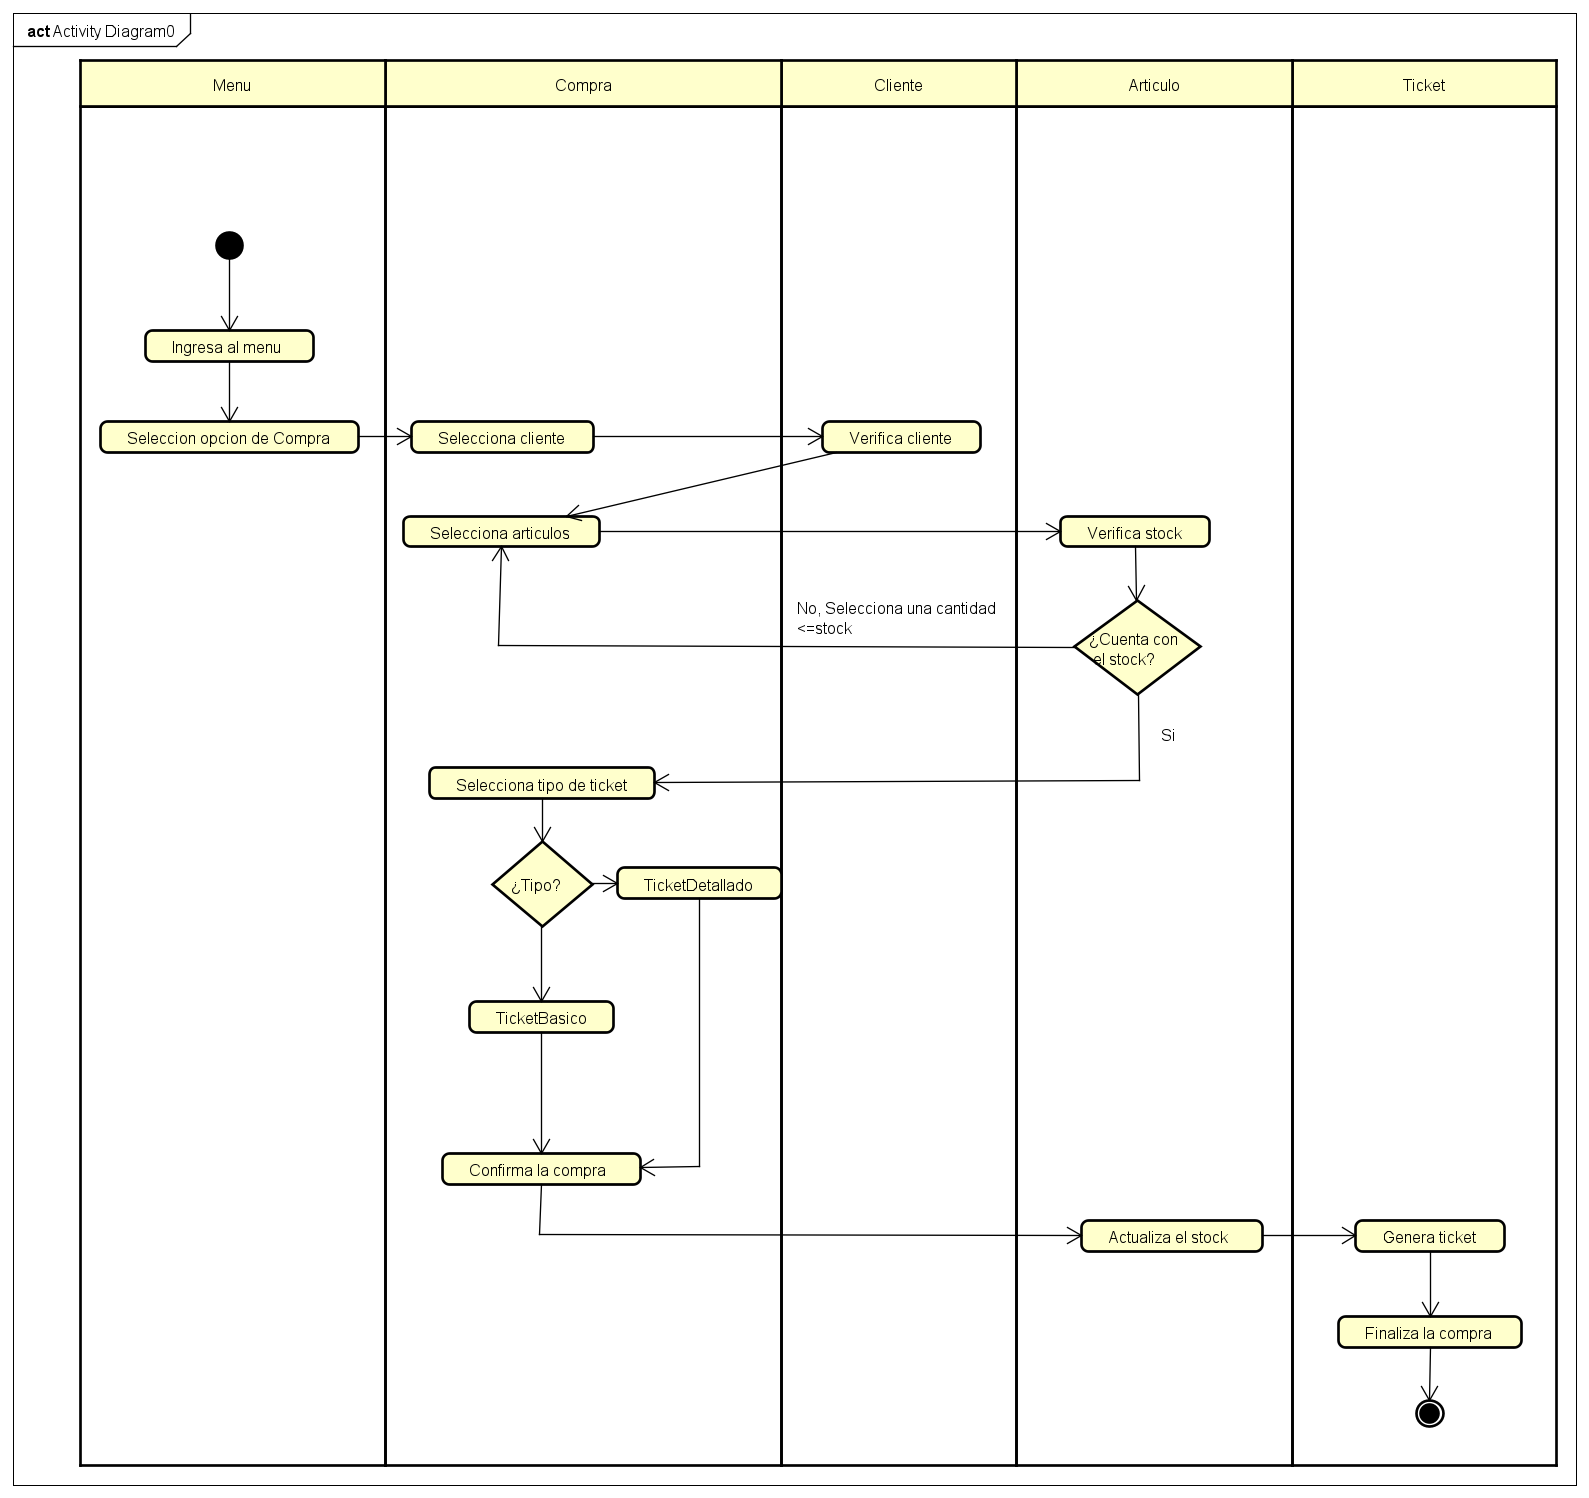 act Activity Diagram0
Menu
Compra
Cliente
Articulo
Ticket
Ingresa al menu
Seleccion opcion de Compra
Selecciona cliente
Verifica cliente
Selecciona articulos
Verifica stock
No, Selecciona una cantidad
<=stock
¿Cuenta con
el stock?
Si
Selecciona tipo de ticket
¿Tipo?
TicketDetallado
TicketBasico
Confirma la compra
Actualiza el stock
Genera ticket
Finaliza la compra